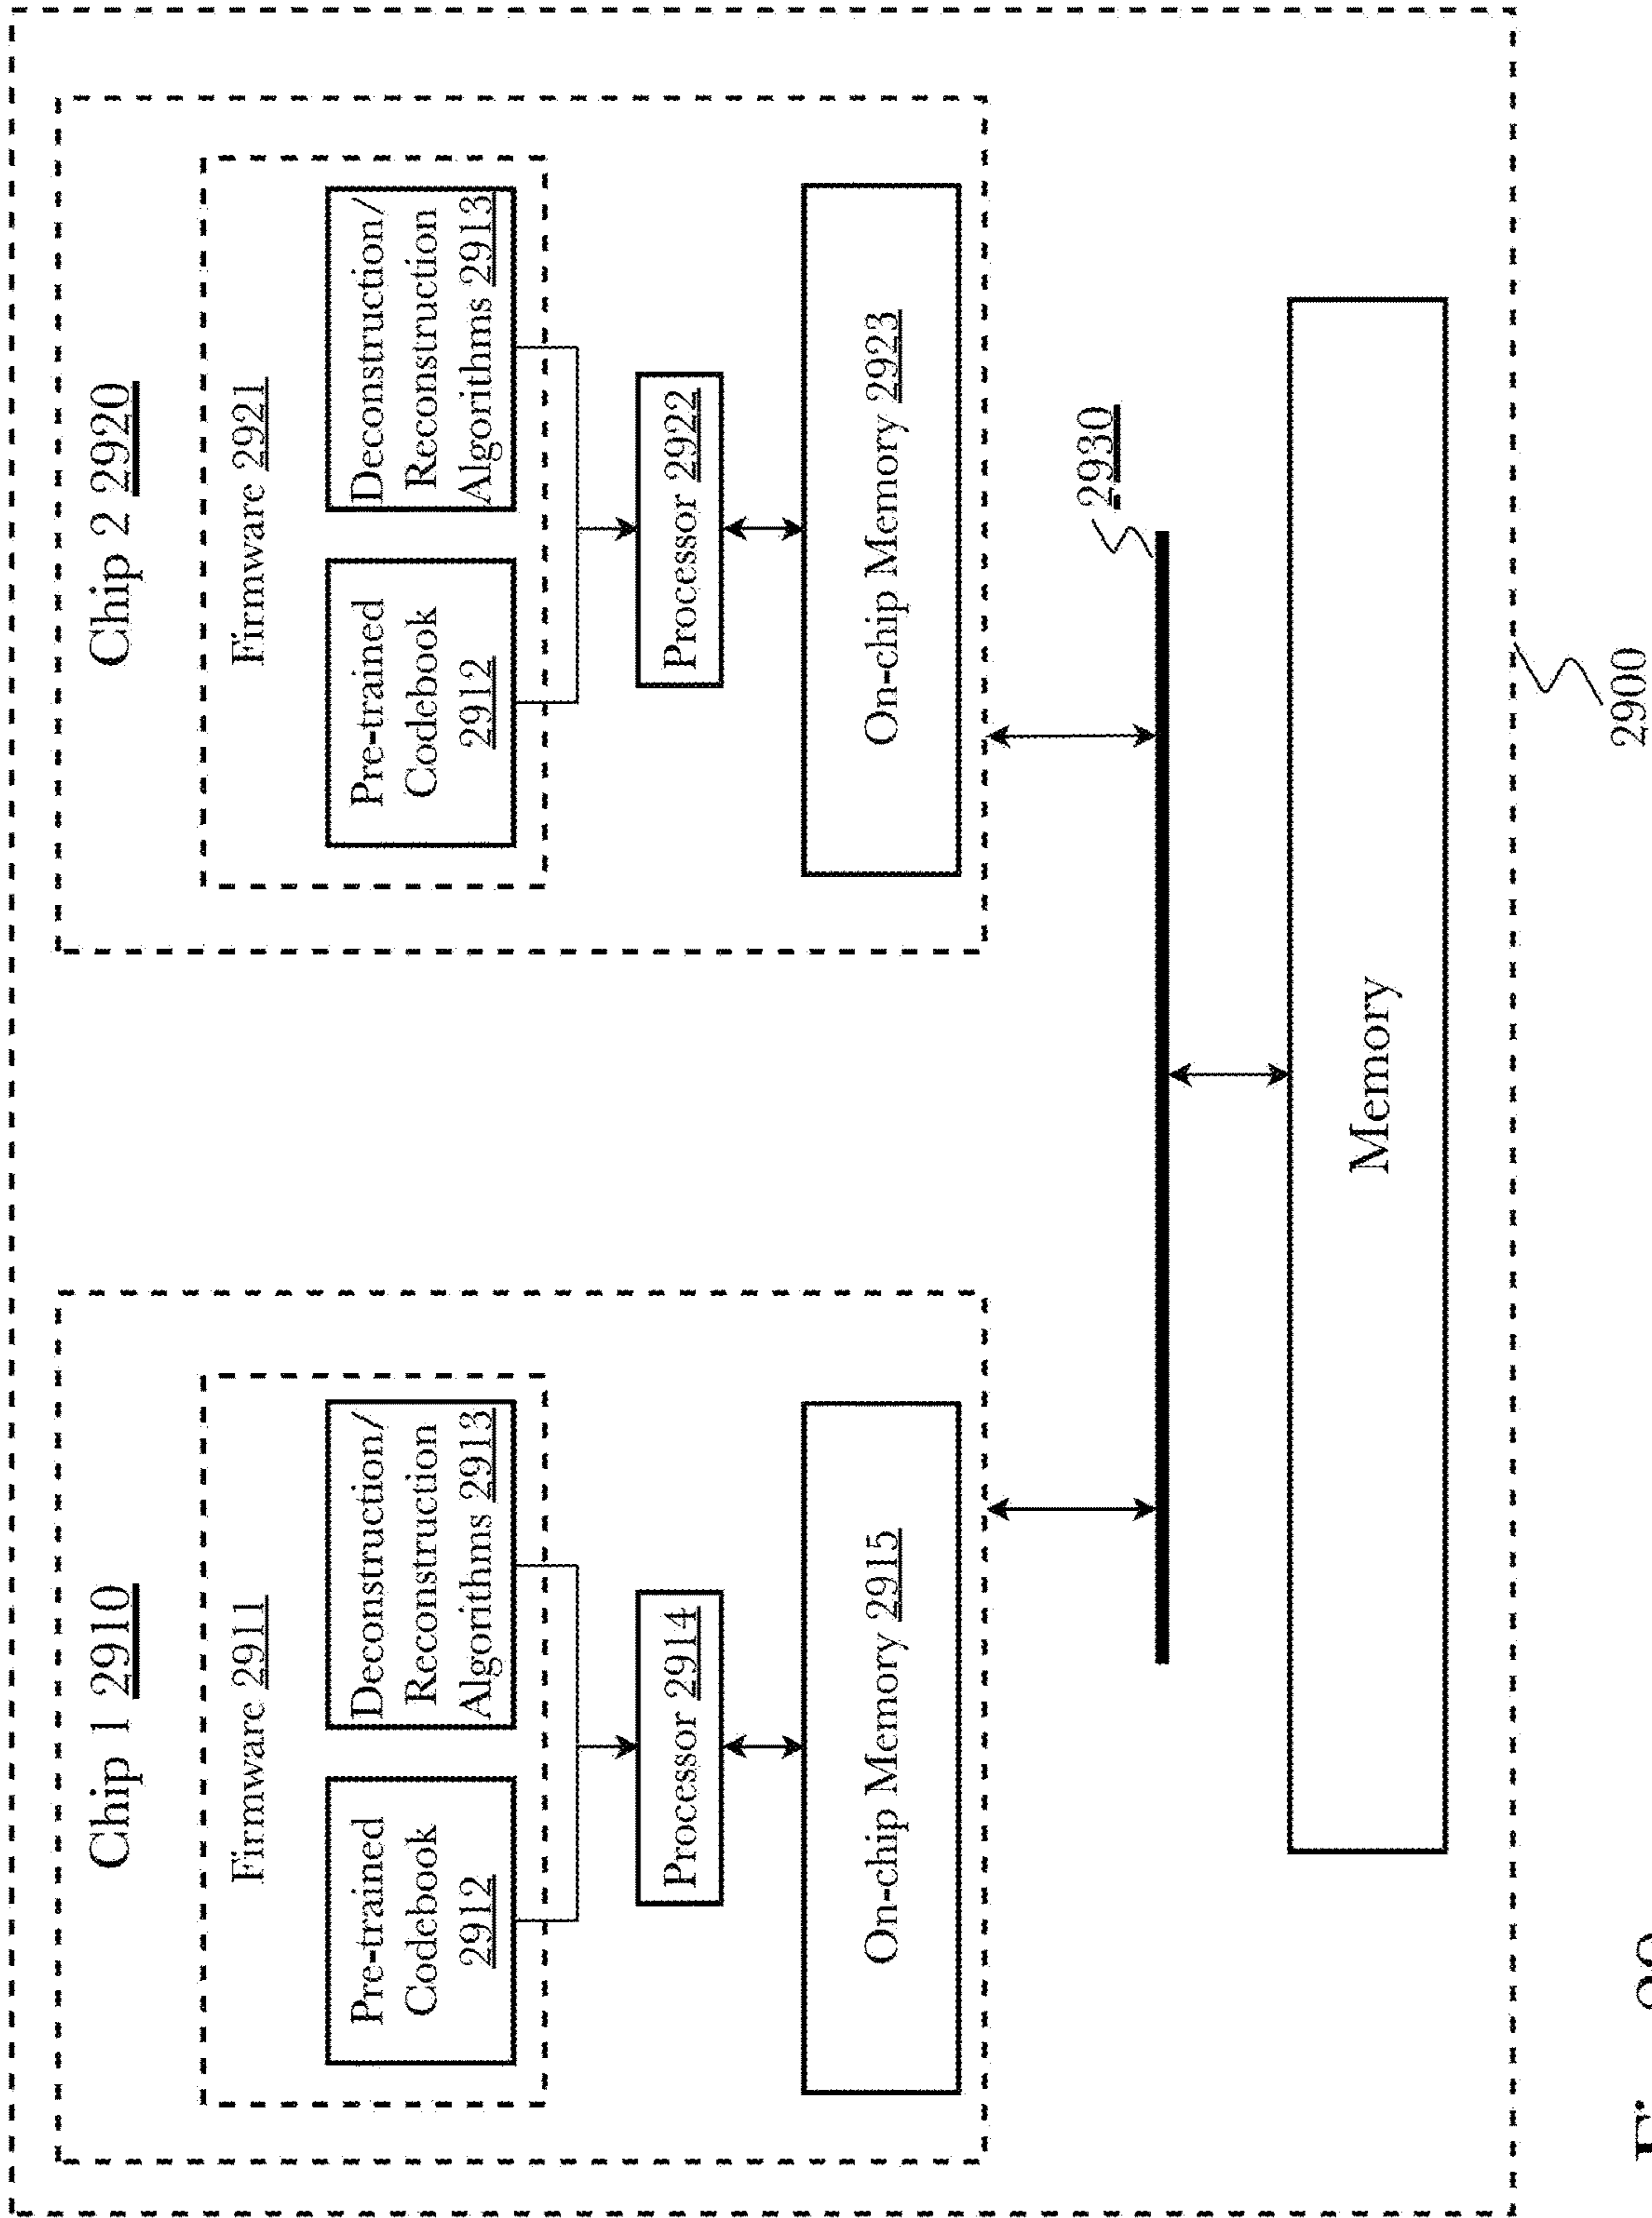 Chip 1 2910
Firmware 2911
Pre-trained
Codebook
2912
Deconstruction/
Reconstruction
Algorithms 2913
Processor 2914
On-chip Memory 2915
Chip 2 2920
Firmware 2921
Pre-trained
Codebook
2912
Deconstruction/
Reconstruction
Algorithms 2913
Processor 2922
On-chip Memory 2923
2930
Memory
2900